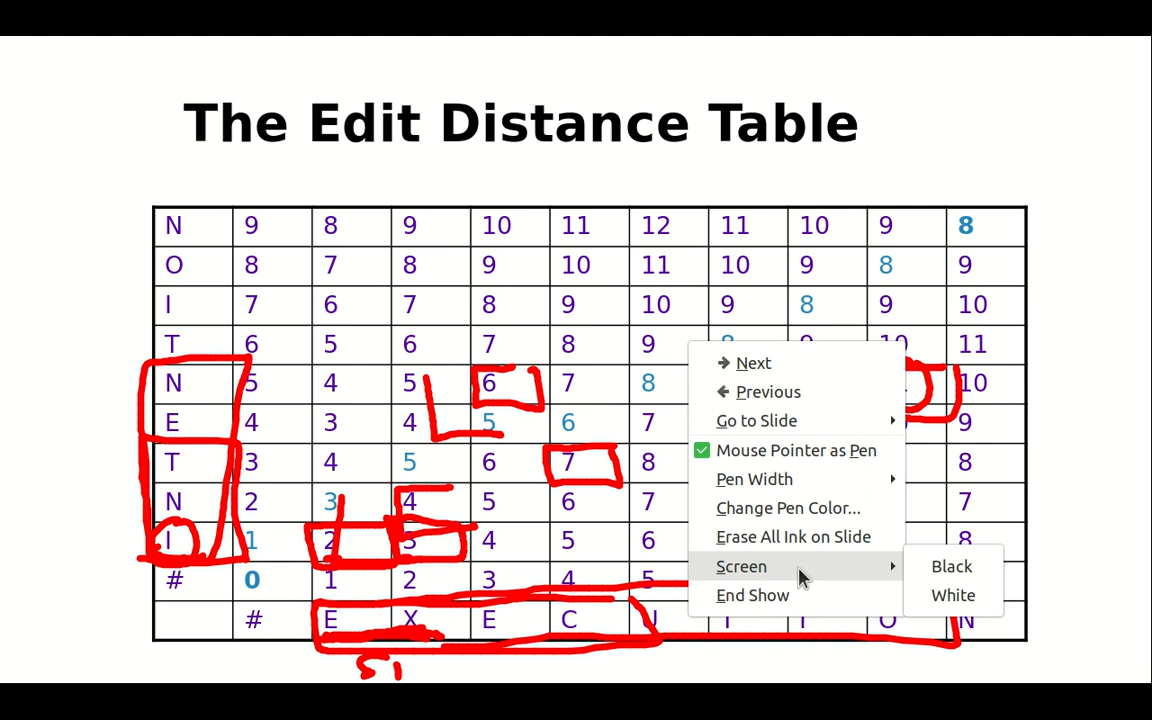 The Edit Distance Table
N 9 8 9 10 11 12 11 10 9 8
O 8 7 8 9 10 11 10 9 8 9
I 7 6 7 8 9 10 9 8 9 10
T 6 5 6 7 8 9 8 9 10 11
N 5 4 5 6 7 8 10
E 4 3 4 5 6 7 9
T 3 4 5 6 7 8 8
N 2 3 4 5 6 7 7
I 1 2 3 4 5 6 8
# 0 1 2 3 4 5
# E X E C U T I O N
Next
Previous
Go to Slide
Mouse Pointer as Pen
Pen Width
Change Pen Color...
Erase All Ink on Slide
Screen
End Show
Black
White